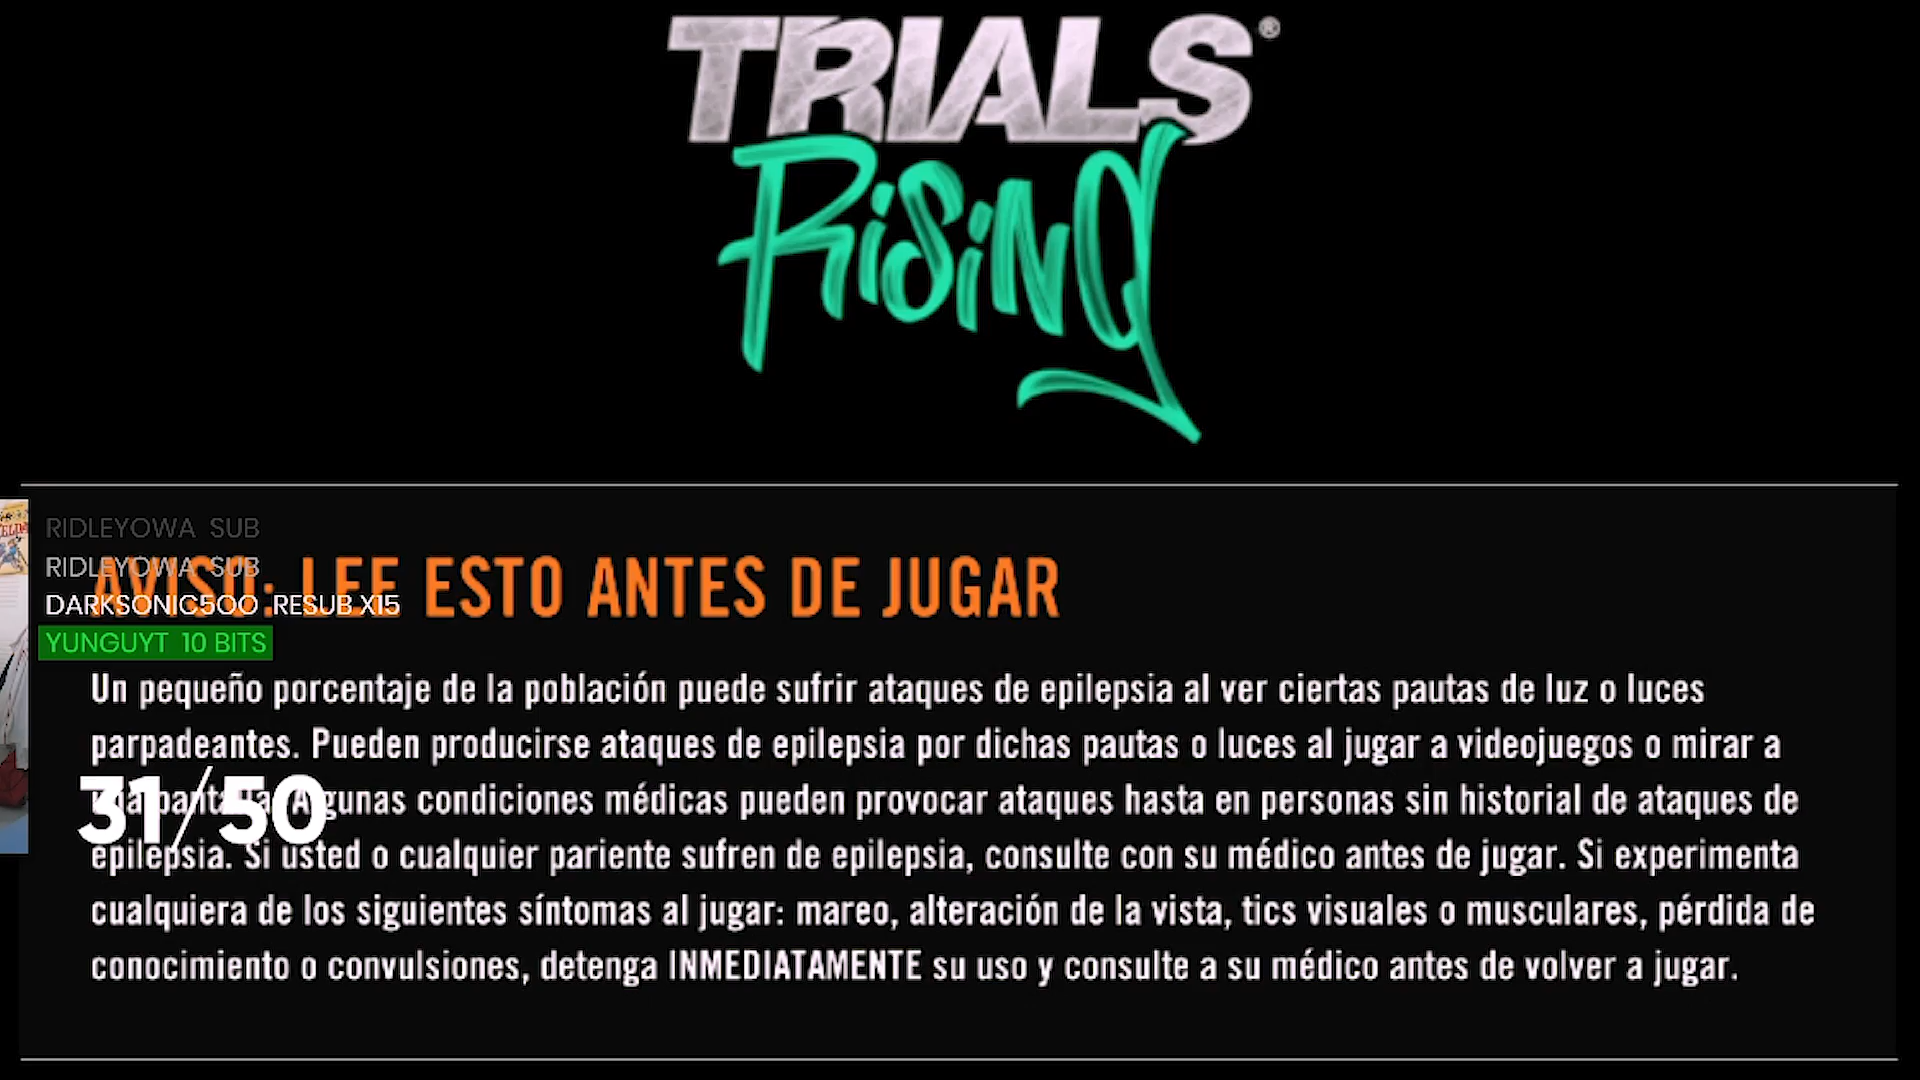 TRIALS®
Rising
RIDLEYOWA SUB
RIDLEYOWA SUB
AVISO: LEE ESTO ANTES DE JUGAR
DARKSONIC500 RESUB X15
YUNGUYT 10 BITS
Un pequeño porcentaje de la población puede sufrir ataques de epilepsia al ver ciertas pautas de luz o luces
parpadeantes. Pueden producirse ataques de epilepsia por dichas pautas o luces al jugar a videojuegos o mirar a
31/50
una pantalla. Algunas condiciones médicas pueden provocar ataques hasta en personas sin historial de ataques de
epilepsia. Si usted o cualquier pariente sufren de epilepsia, consulte con su médico antes de jugar. Si experimenta
cualquiera de los siguientes síntomas al jugar: mareo, alteración de la vista, tics visuales o musculares, pérdida de
conocimiento o convulsiones, detenga INMEDIATAMENTE su uso y consulte a su médico antes de volver a jugar.